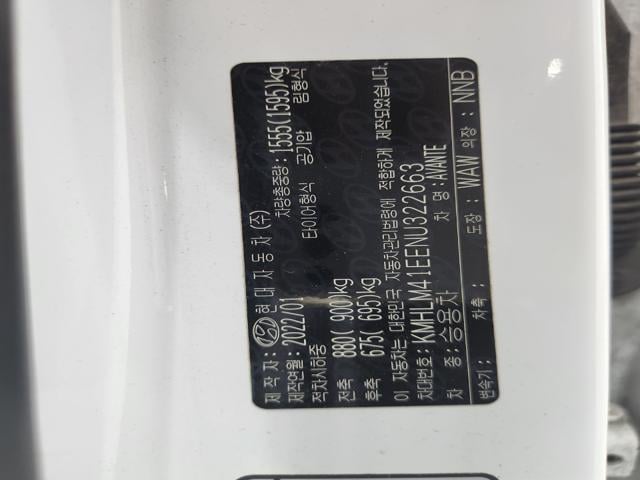 제 작 자: 현 대 자 동 차 (주)
제작연월: 2022/01 차량총중량: 1555(1595)kg
적차시하중 타이어형식 공기압 림형식
전축 880( 900)kg
후축 675( 695)kg
이 자동차는 대한민국 자동차관리법령에 적합하게 제작되었습니다.
차대번호: KMHLM41EENU322663
차 종: 승용차 차 명: AVANTE
변속기: 차축: 도장: WAW 외장: NNB